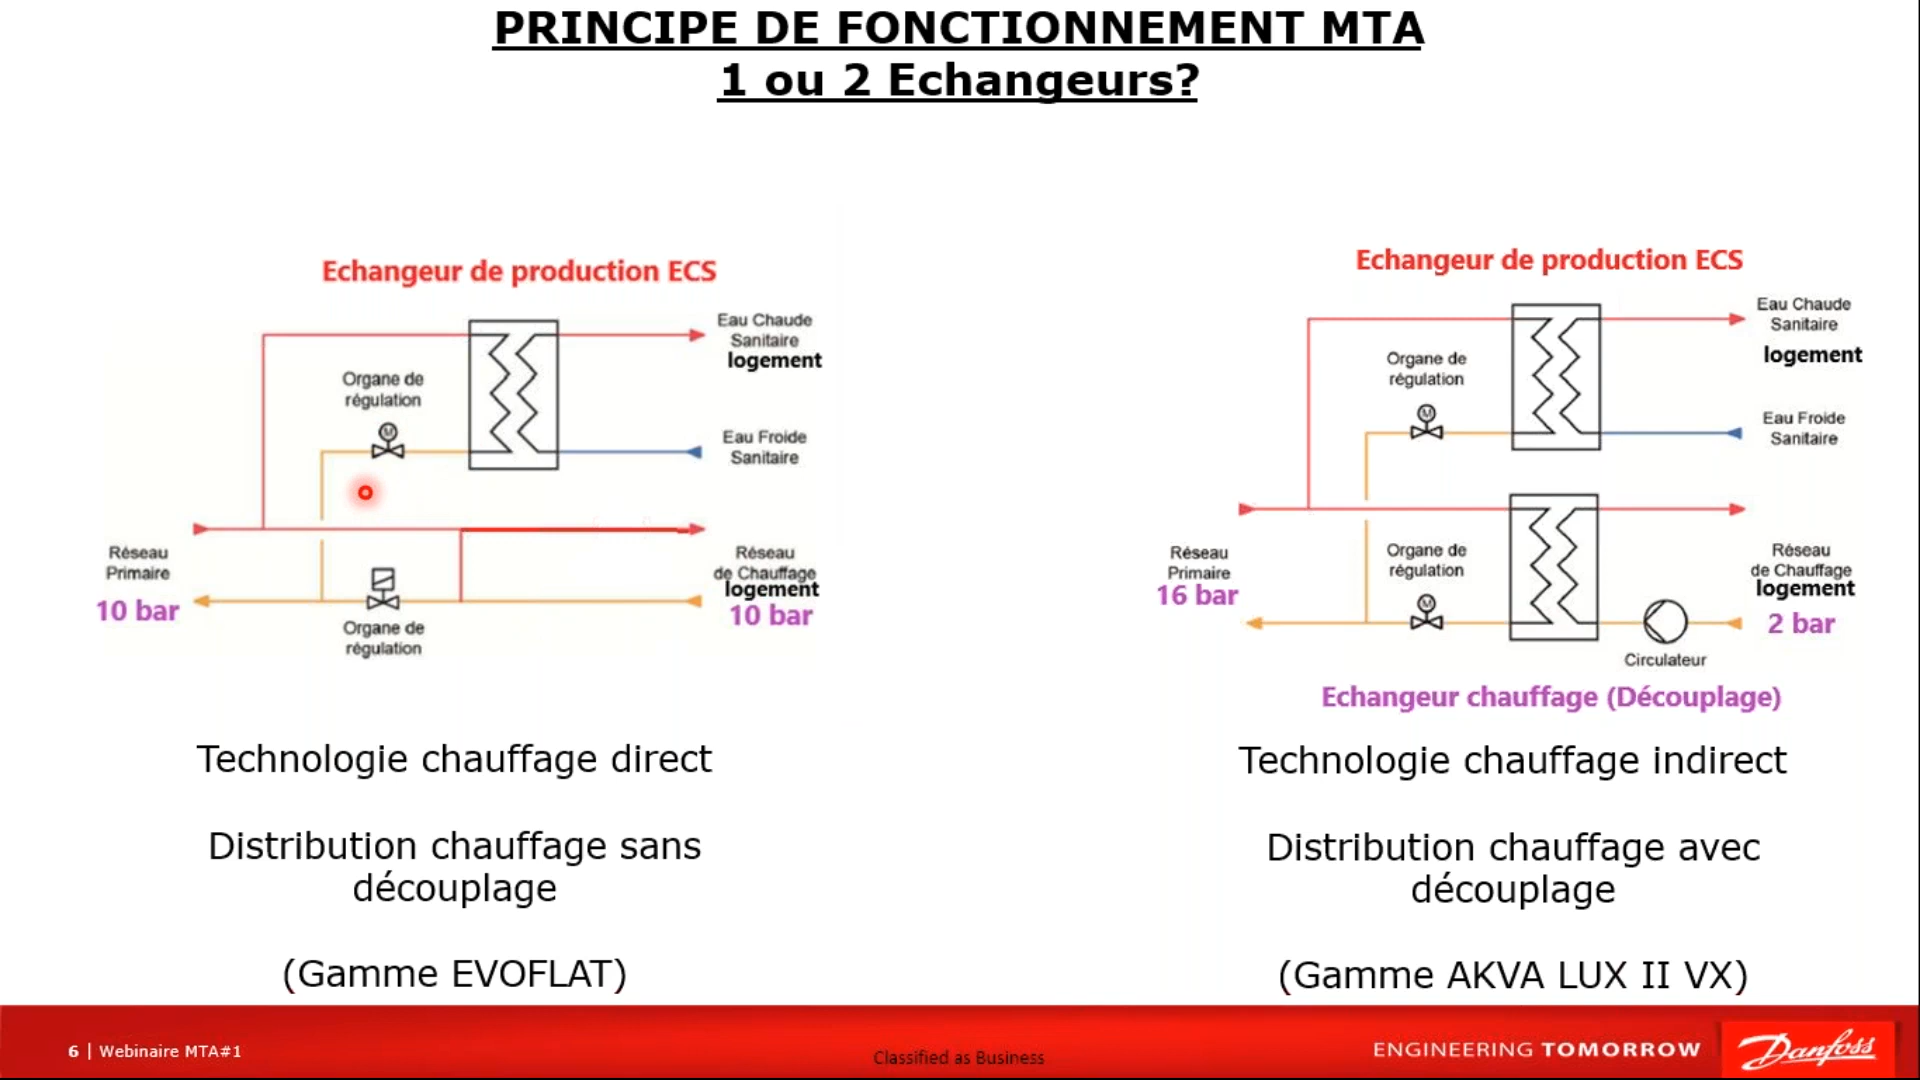 PRINCIPE DE FONCTIONNEMENT MTA
1 ou 2 Echangeurs?
Echangeur de production ECS
Eau Chaude
Sanitaire
logement
Organe de
régulation
M
Eau Froide
Sanitaire
Réseau
Primaire
10 bar
Réseau
de Chauffage
logement
10 bar
Organe de
régulation
Technologie chauffage direct
Distribution chauffage sans
découplage
(Gamme EVOFLAT)
Echangeur de production ECS
Eau Chaude
Sanitaire
logement
Organe de
régulation
M
Eau Froide
Sanitaire
Réseau
Primaire
16 bar
Organe de
régulation
M
Réseau
de Chauffage
logement
2 bar
Circulateur
Echangeur chauffage (Découplage)
Technologie chauffage indirect
Distribution chauffage avec
découplage
(Gamme AKVA LUX II VX)
6 | Webinaire MTA#1
Classified as Business
ENGINEERING TOMORROW
Danfoss